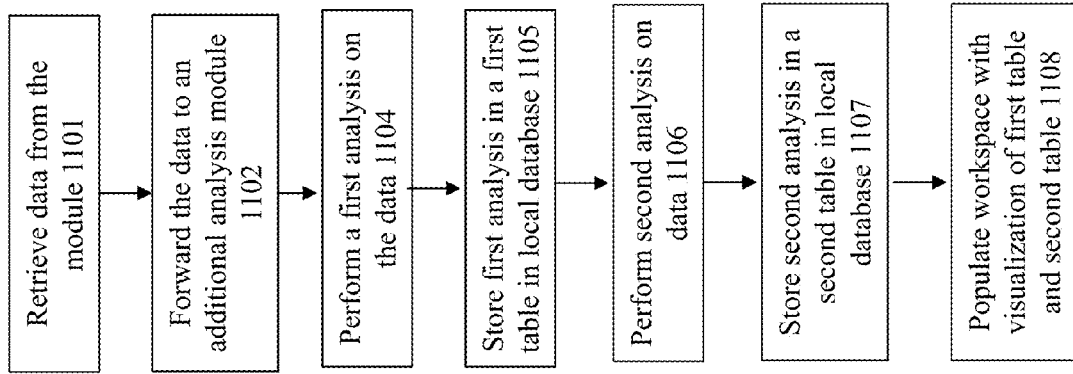 Retrieve data from the
module 1101
Forward the data to an
additional analysis module
1102
Perform a first analysis on
the data 1104
Store first analysis in a first
table in local database 1105
Perform second analysis on
data 1106
Store second analysis in a
second table in local
database 1107
Populate workspace with
visualization of first table
and second table 1108